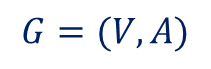 G = (V, A)